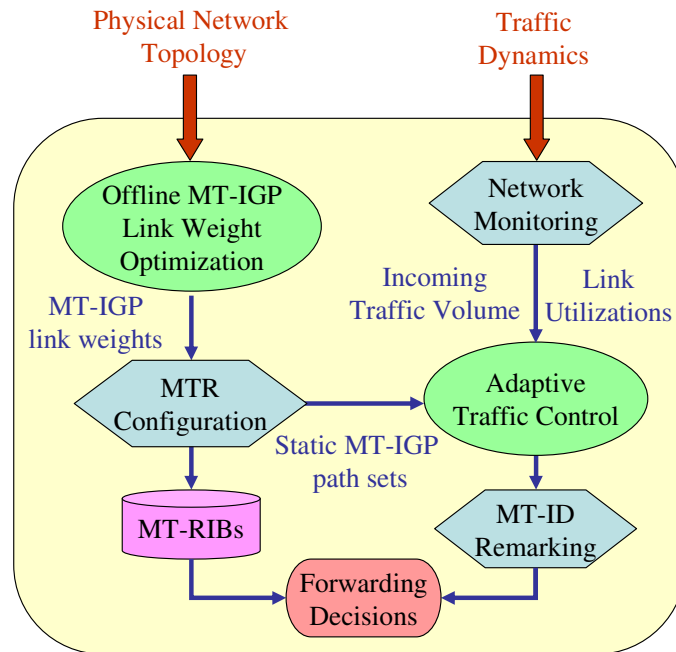 Physical Network
Topology
Traffic
Dynamics
Offline MT-IGP
Link Weight
Optimization
Network
Monitoring
Incoming
Traffic Volume
Link
Utilizations
MT-IGP
link weights
MTR
Configuration
Adaptive
Traffic Control
Static MT-IGP
path sets
MT-RIBs
MT-ID
Remarking
Forwarding
Decisions